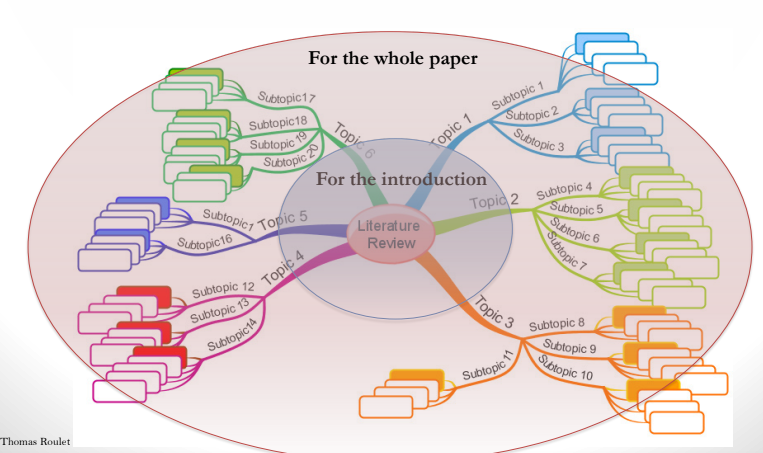 For the whole paper
Subtopic 1
Subtopic17
Topic 1
Subtopic 2
Subtopic18
Topic 6
Subtopic 19
Subtopic 3
Subtopic 20
For the introduction
Subtopic 4
Topic 2
Subtopic 5
Subtopic1
Topic 5
Literature
Review
Subtopic 6
Subtopic16
Subtopic 7
Topic 4
Subtopic 12
Topic 3
Subtopic 13
Subtopic 8
Subtopic14
Subtopic 9
Subtopic 11
Subtopic 10
Thomas Roulet